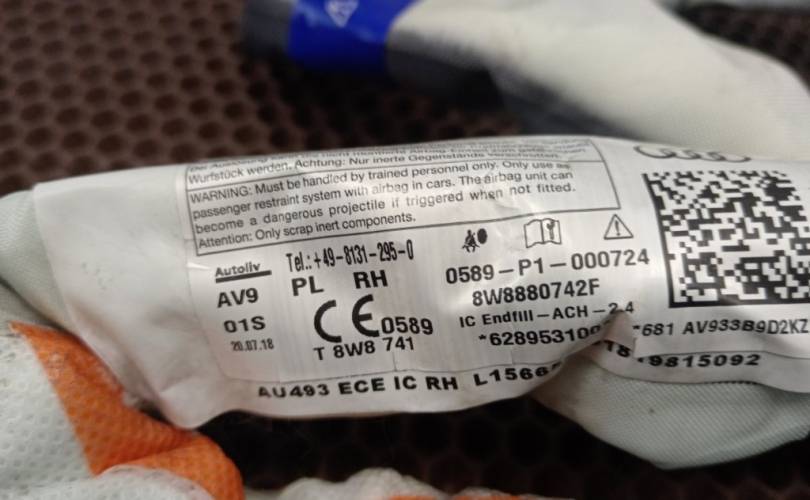 Wurfstück werden. Achtung: Nur inerte Gegenstände verschrotten.
WARNING: Must be handled by trained personnel only. Only use as
passenger restraint system with airbag in cars. The airbag unit can
become a dangerous projectile if triggered when not fitted.
Attention: Only scrap inert components.
Autoliv Tel.:+49-8131-295-0
AV9 PL RH
01S CE 0589
20.07.18 T 8W8 741
0589-P1-000724
8W8880742F
IC Endfill-ACH-2.4
681 AV933B9D2KZ
9815092
AU493 ECE IC RH